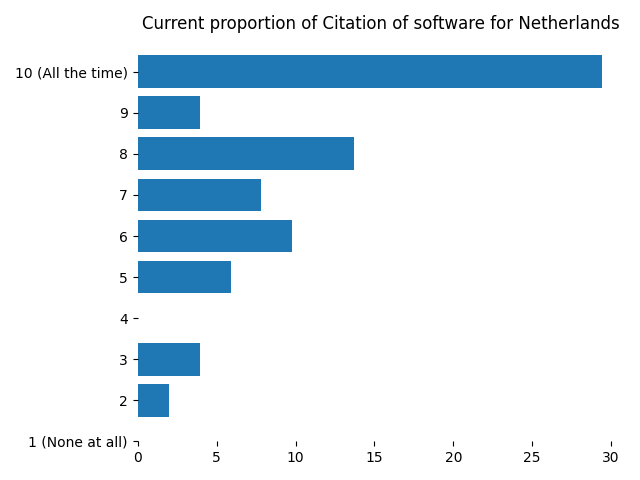 Current proportion of Citation of software for Netherlands
10 (All the time)
9
8
7
6
5
4
3
2
1 (None at all)
0 5 10 15 20 25 30